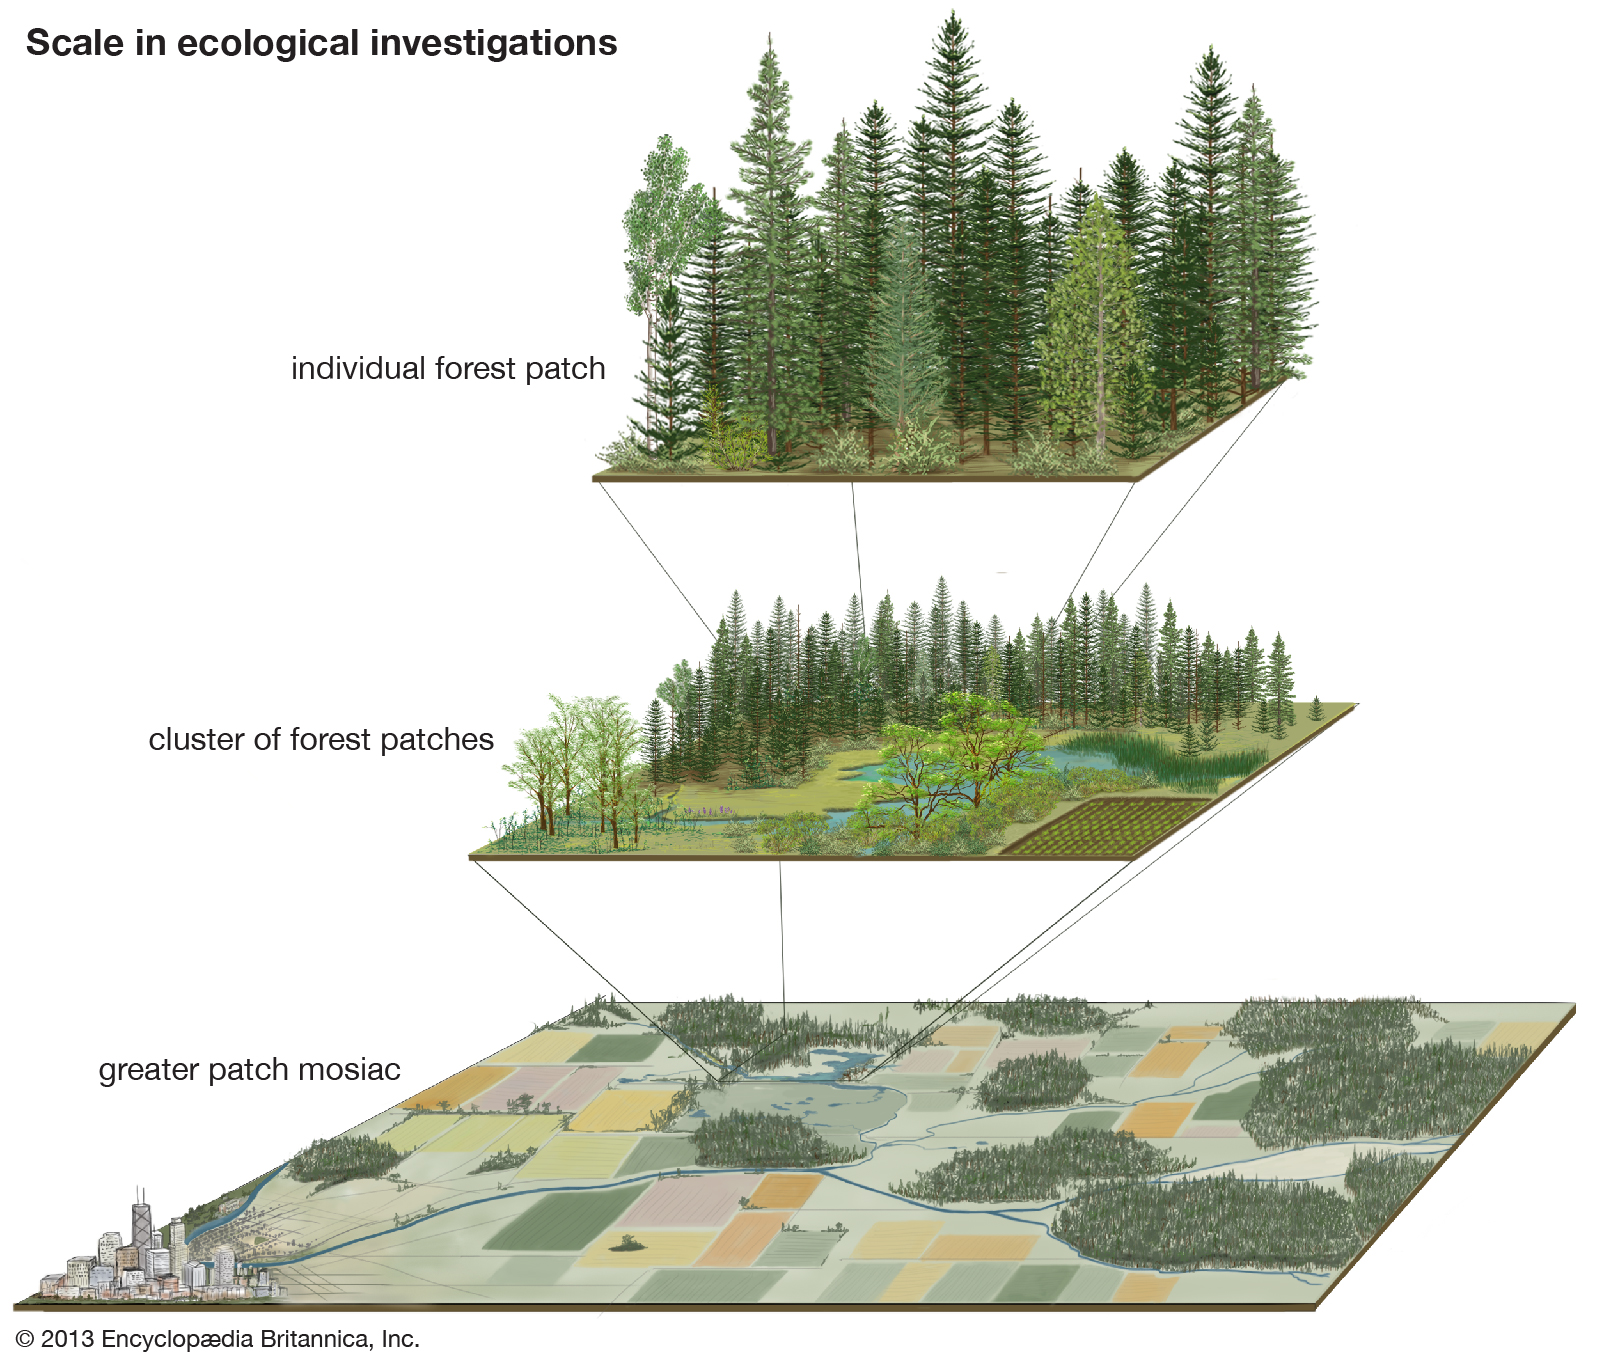 Scale in ecological investigations
individual forest patch
cluster of forest patches
greater patch mosiac
© 2013 Encyclopædia Britannica, Inc.